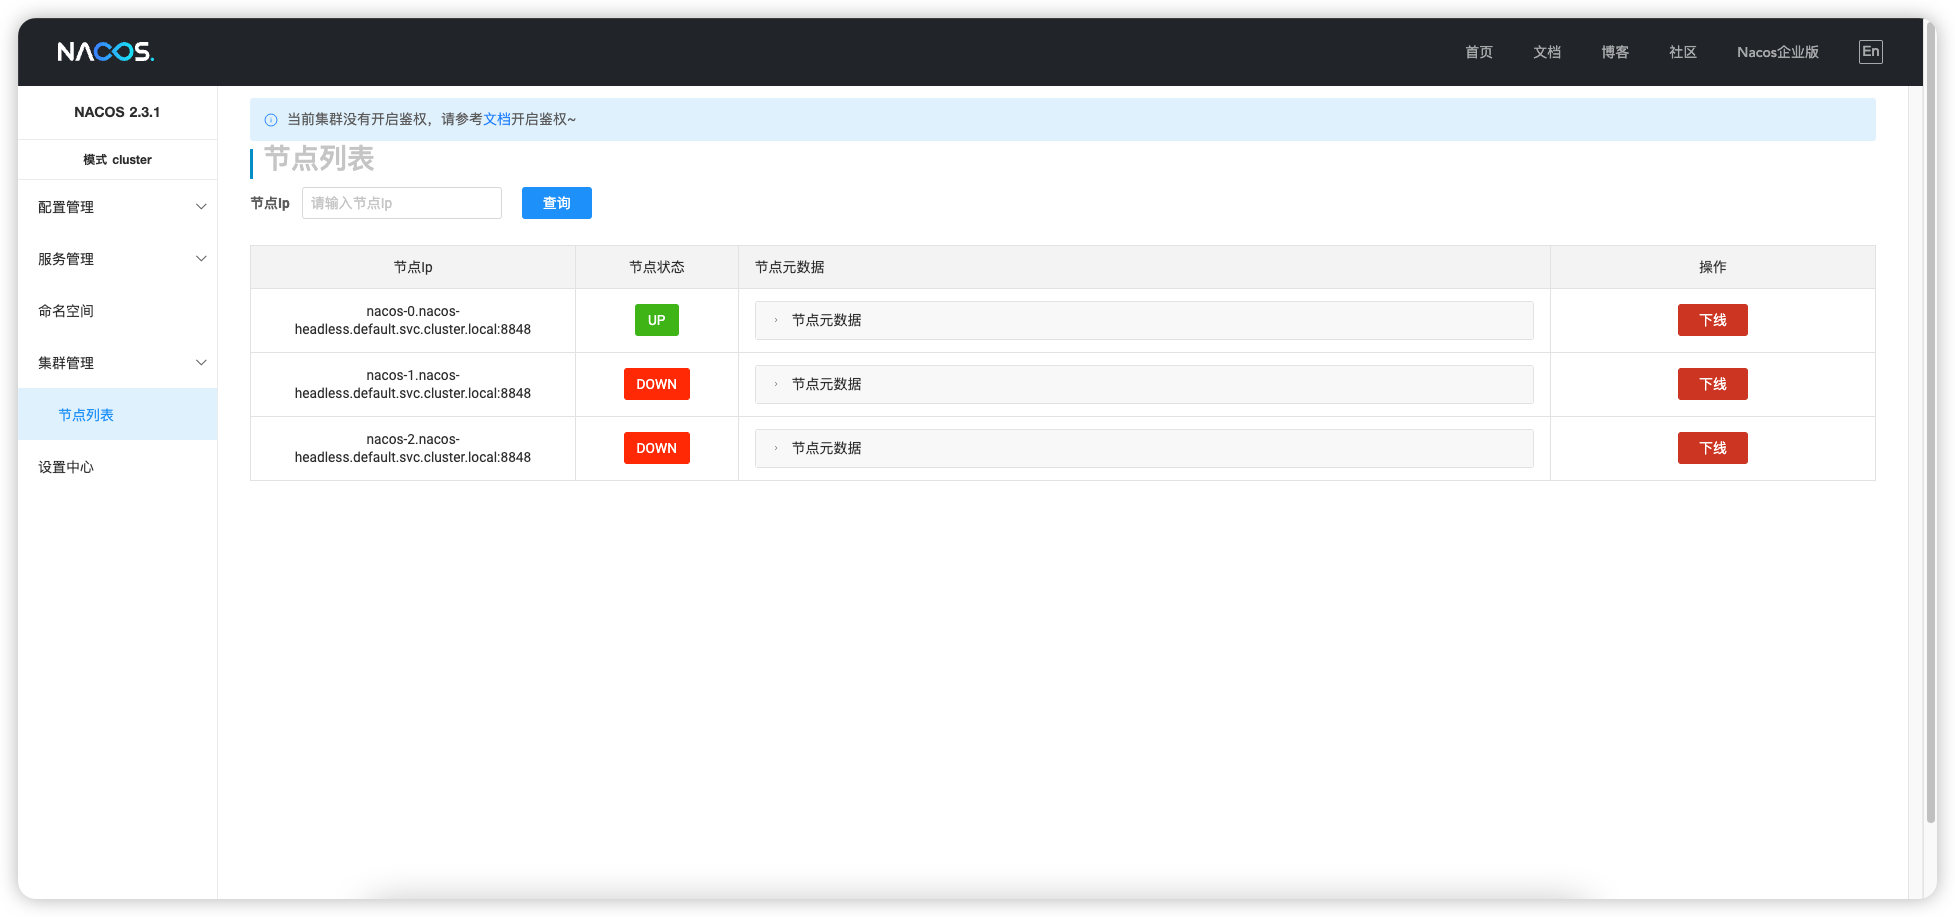 NACOS.
首页 文档 博客 社区 Nacos企业版 En
NACOS 2.3.1
模式 cluster
配置管理
服务管理
命名空间
集群管理
节点列表
设置中心
当前集群没有开启鉴权，请参考文档开启鉴权~
节点列表
节点Ip 请输入节点Ip 查询
节点Ip 节点状态 节点元数据 操作
nacos-0.nacos-
headless.default.svc.cluster.local:8848 UP 节点元数据 下线
nacos-1.nacos-
headless.default.svc.cluster.local:8848 DOWN 节点元数据 下线
nacos-2.nacos-
headless.default.svc.cluster.local:8848 DOWN 节点元数据 下线